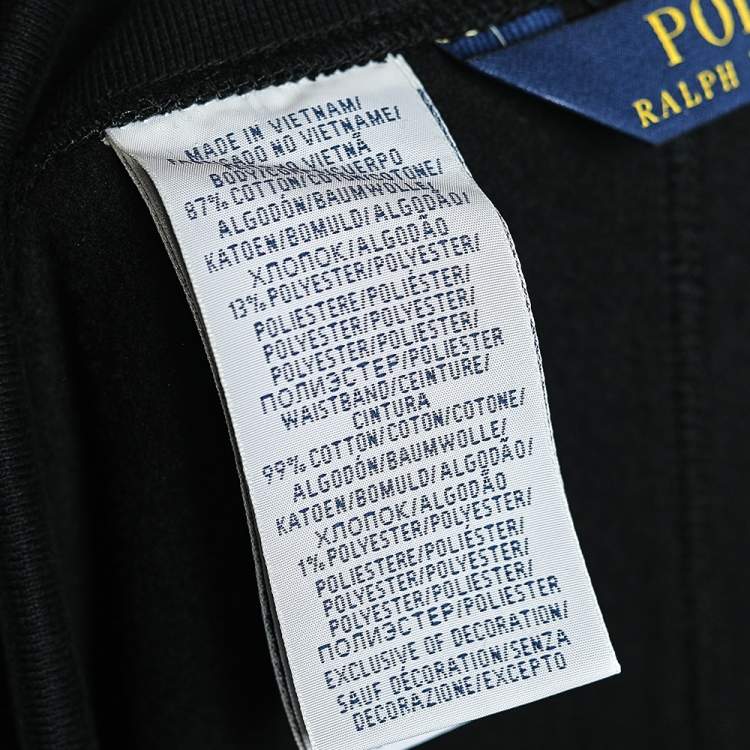 PO
RALPH
MADE IN VIETNAM/
NO VIETNAME/
BODY/
87% COTTON/
ALGODÓN/BAUMWOLLE/
KATOEN/BOMULD/ALGODÃO/
ХЛОПОК/ALGODÃO
13% POLYESTER/POLYESTER/
POLIESTERE/POLIÉSTER/
POLYESTER/POLYESTER/
POLYESTER/POLIESTER/
ПОЛИЭСТЕР/POLIESTER
WAISTBAND/CEINTURE/
CINTURA
99% COTTON/COTON/COTONE/
ALGODÓN/BAUMWOLLE/
KATOEN/BOMULD/ALGODÃO/
ХЛОПОК/ALGODÃO
1% POLYESTER/POLYESTER/
POLIESTERE/POLIÉSTER/
POLYESTER/POLYESTER/
POLYESTER/POLIESTER/
ПОЛИЭСТЕР/POLIESTER
EXCLUSIVE OF DECORATION/
SAUF DÉCORATION/SENZA
DECORAZIONE/EXCEPTO